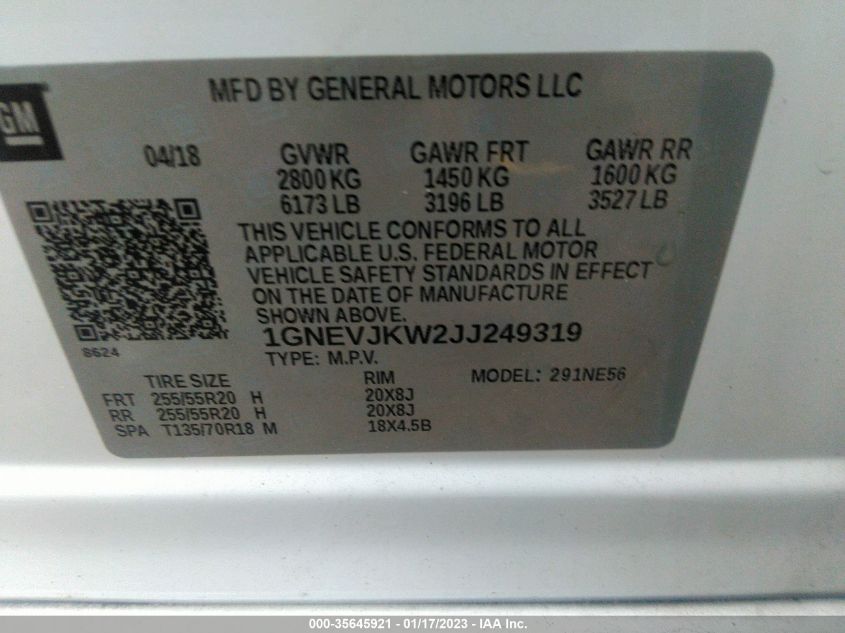 MFD BY GENERAL MOTORS LLC
GM
04/18 GVWR GAWR FRT GAWR RR
2800 KG 1450 KG 1600 KG
6173 LB 3196 LB 3527 LB
THIS VEHICLE CONFORMS TO ALL
APPLICABLE U.S. FEDERAL MOTOR
VEHICLE SAFETY STANDARDS IN EFFECT
ON THE DATE OF MANUFACTURE
SHOWN ABOVE.
1GNEVJKW2JJ249319
8624
TYPE: M.P.V.
TIRE SIZE RIM MODEL: 291NE56
FRT 255/55R20 H 20X8J
RR 255/55R20 H 20X8J
SPA T135/70R18 M 18X4.5B
000-35645921 - 01/17/2023 - IAA Inc.